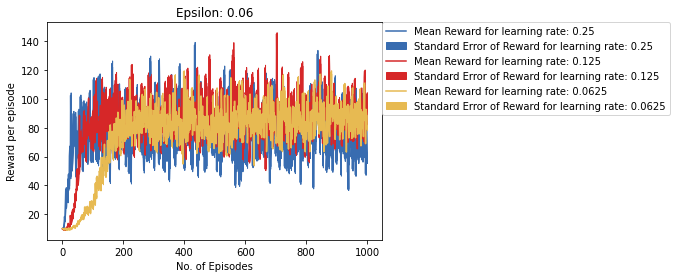 Epsilon: 0.06
Reward per episode
140
120
100
80
60
40
20
0
200
400
600
800
1000
No. of Episodes
Mean Reward for learning rate: 0.25
Standard Error of Reward for learning rate: 0.25
Mean Reward for learning rate: 0.125
Standard Error of Reward for learning rate: 0.125
Mean Reward for learning rate: 0.0625
Standard Error of Reward for learning rate: 0.0625